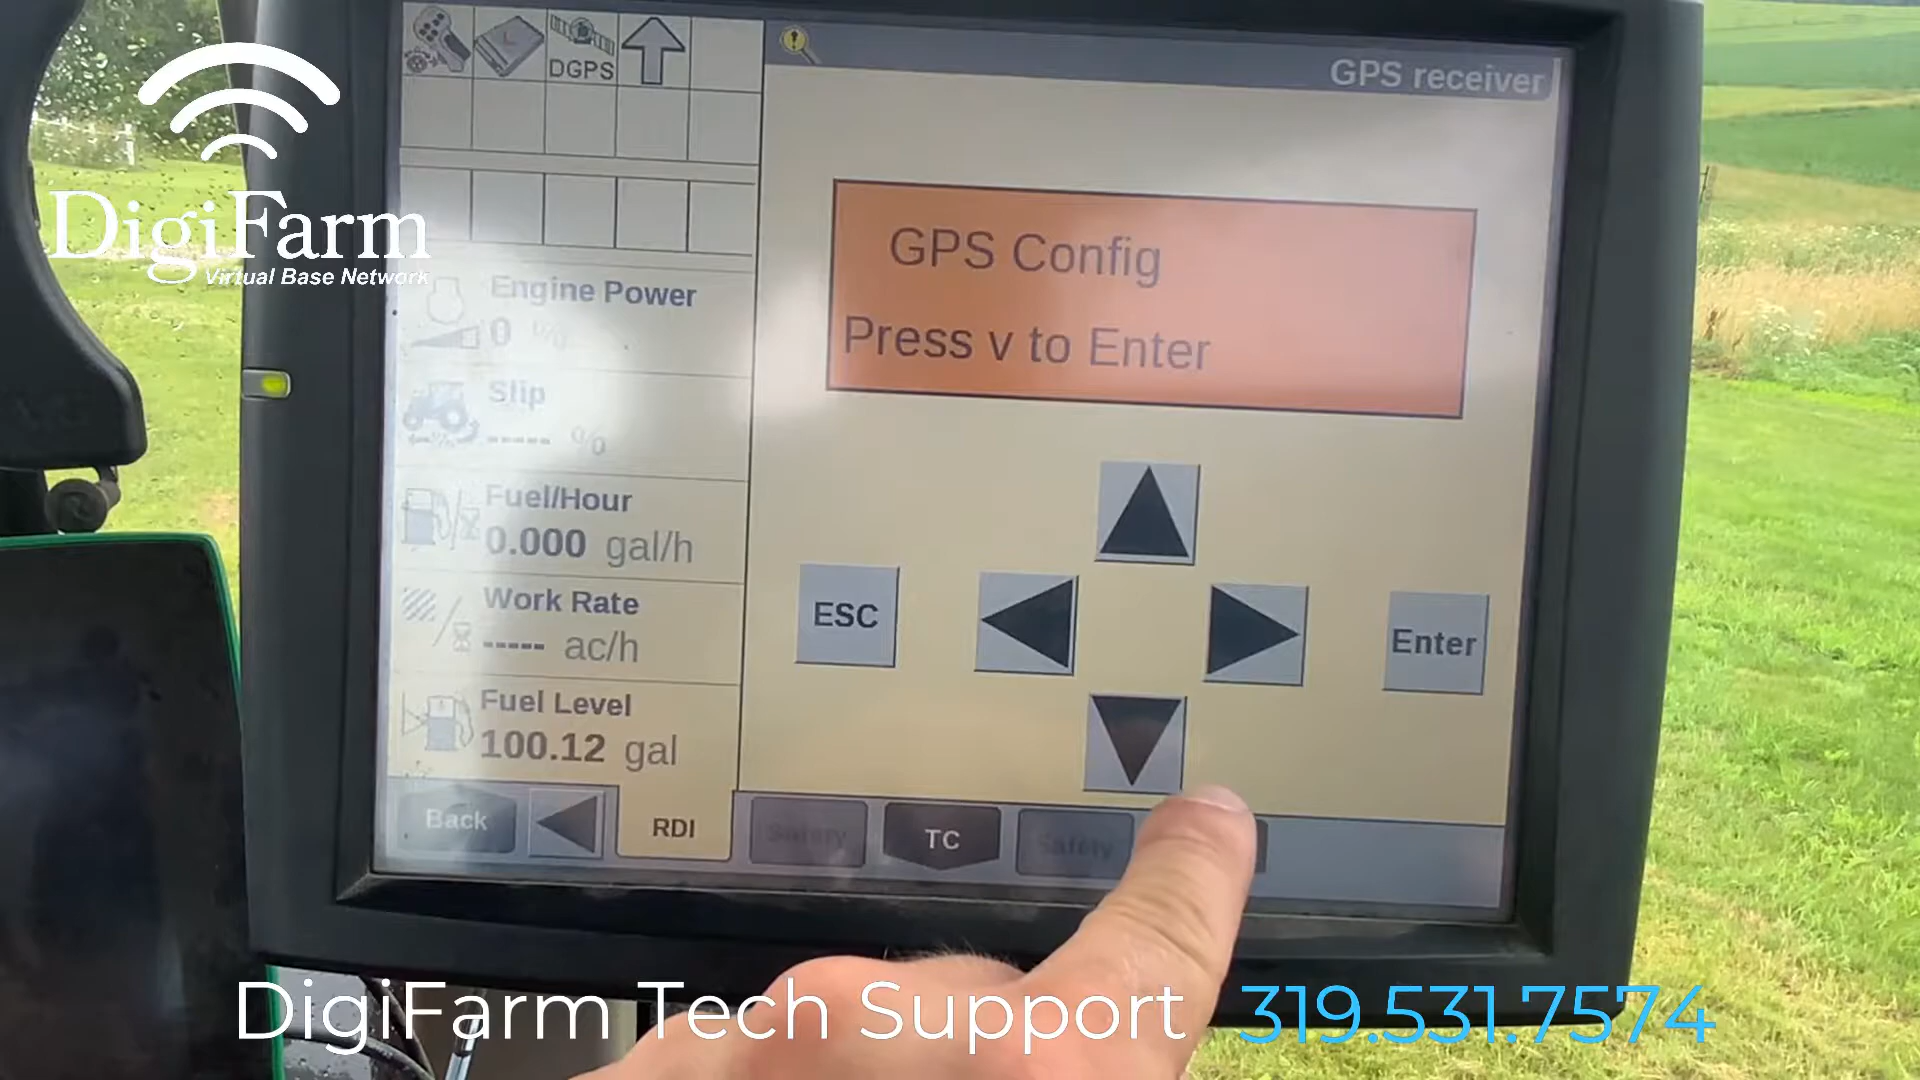 DigiFarm
Virtual Base Network
DGPS
GPS receiver
GPS Config
Press v to Enter
Engine Power
0 %
Slip
----- %
Fuel/Hour
0.000 gal/h
Work Rate
----- ac/h
Fuel Level
100.12 gal
ESC
Enter
Back
RDI
Safety
TC
Safety
DigiFarm Tech Support 319.531.7574